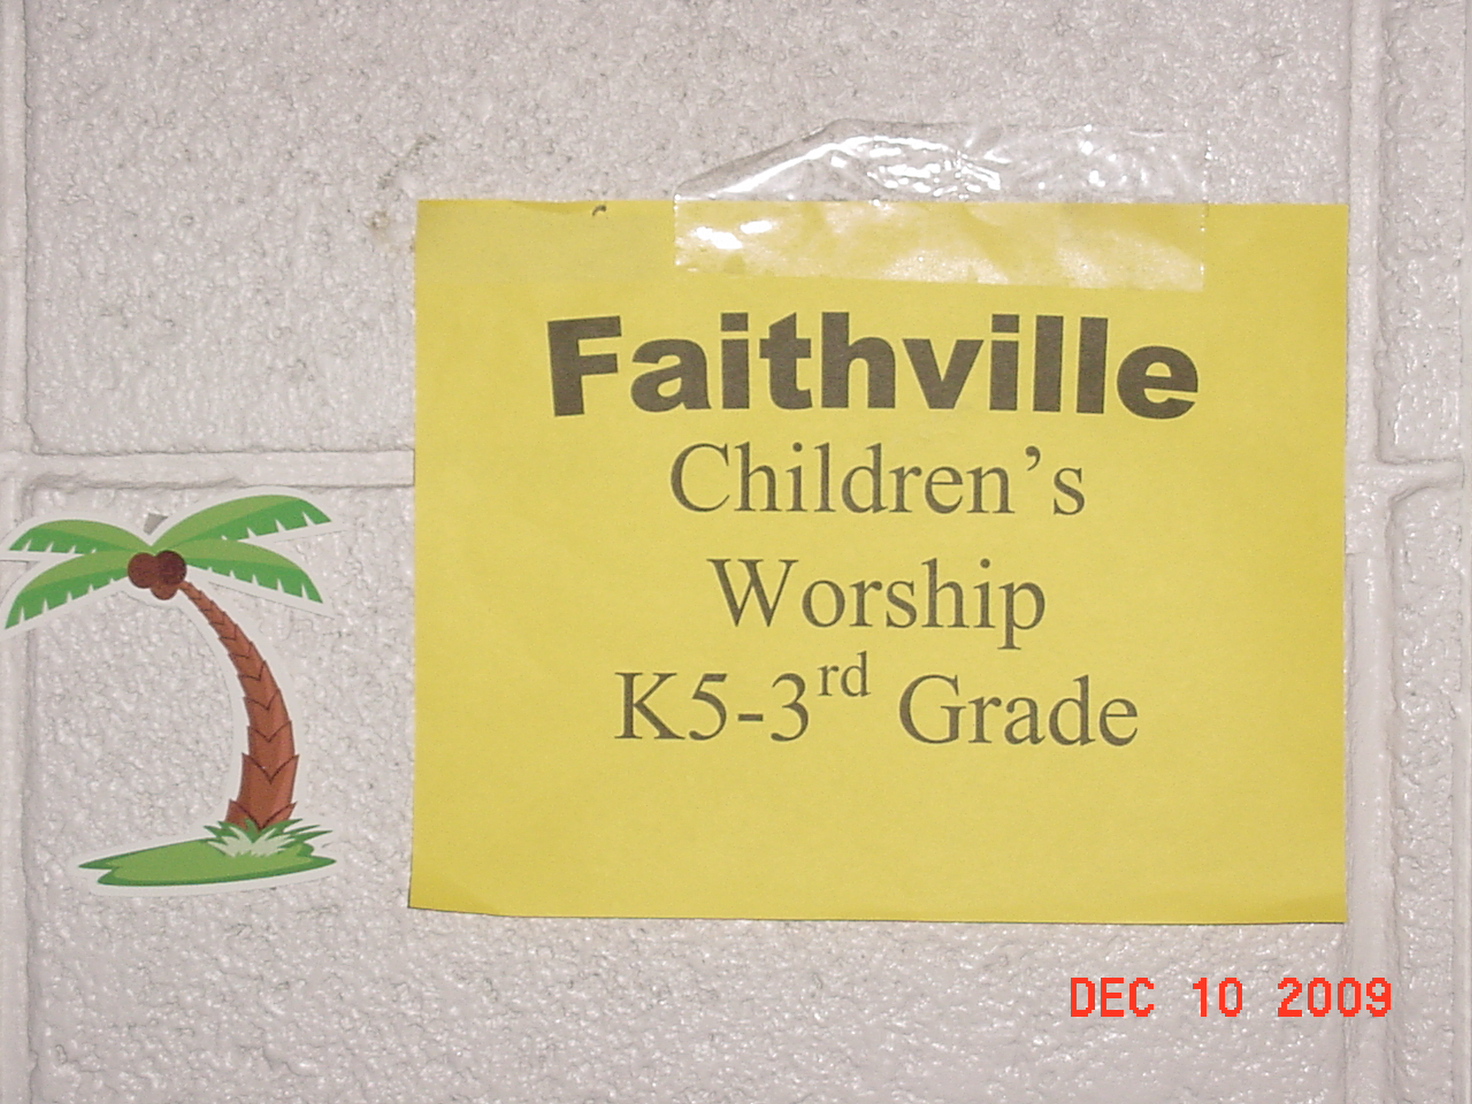 Faithville
Children’s
Worship
K5-3rd Grade
DEC 10 2009